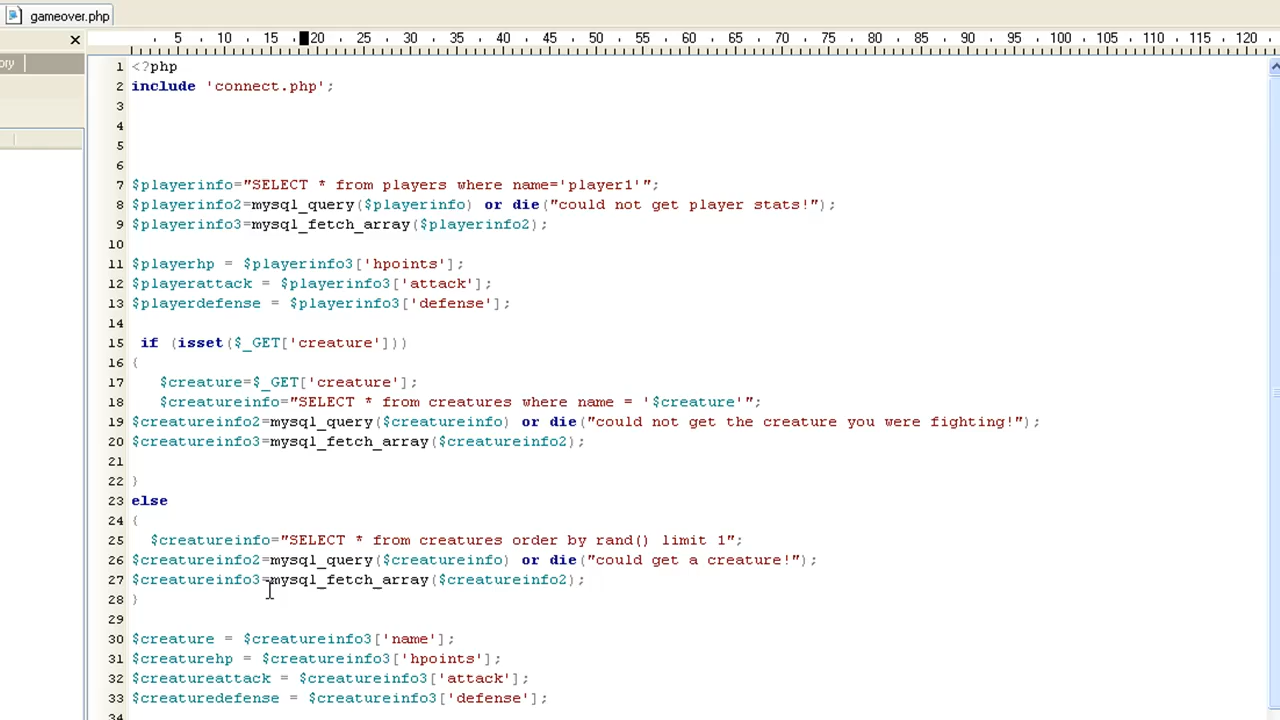 gameover.php
ory
5 10 15 20 25 30 35 40 45 50 55 60 65 70 75 80 85 90 95 100 105 110 115 120
1 <?php
2 include 'connect.php';
3
4
5
6
7 $playerinfo="SELECT * from players where name='player1'";
8 $playerinfo2=mysql_query($playerinfo) or die("could not get player stats!");
9 $playerinfo3=mysql_fetch_array($playerinfo2);
10
11 $playerhp = $playerinfo3['hpoints'];
12 $playerattack = $playerinfo3['attack'];
13 $playerdefense = $playerinfo3['defense'];
14
15 if (isset($_GET['creature']))
16 {
17 $creature=$_GET['creature'];
18 $creatureinfo="SELECT * from creatures where name = '$creature'";
19 $creatureinfo2=mysql_query($creatureinfo) or die("could not get the creature you were fighting!");
20 $creatureinfo3=mysql_fetch_array($creatureinfo2);
21
22 }
23 else
24 {
25 $creatureinfo="SELECT * from creatures order by rand() limit 1";
26 $creatureinfo2=mysql_query($creatureinfo) or die("could get a creature!");
27 $creatureinfo3=mysql_fetch_array($creatureinfo2);
28 }
29
30 $creature = $creatureinfo3['name'];
31 $creaturehp = $creatureinfo3['hpoints'];
32 $creatureattack = $creatureinfo3['attack'];
33 $creaturedefense = $creatureinfo3['defense'];
34